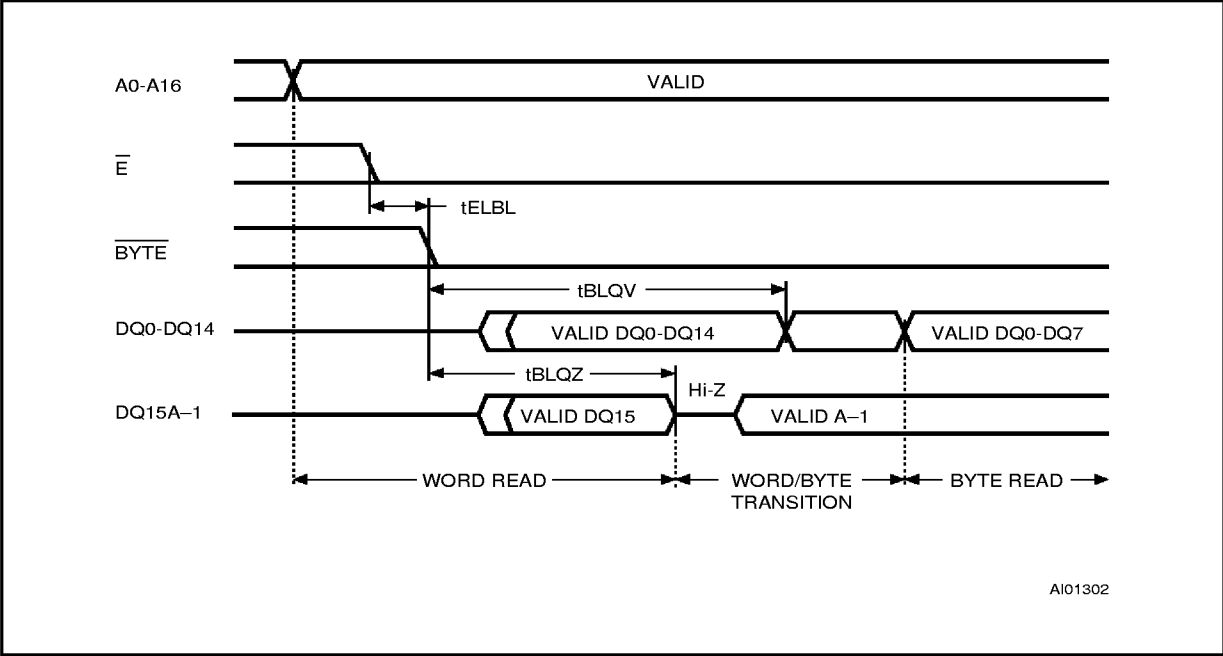 A0-A16
VALID
E
tELBL
BYTE
tBLQV
DQ0-DQ14
VALID DQ0-DQ14
VALID DQ0-DQ7
tBLQZ
Hi-Z
DQ15A–1
VALID DQ15
VALID A–1
WORD READ
WORD/BYTE
TRANSITION
BYTE READ
AI01302